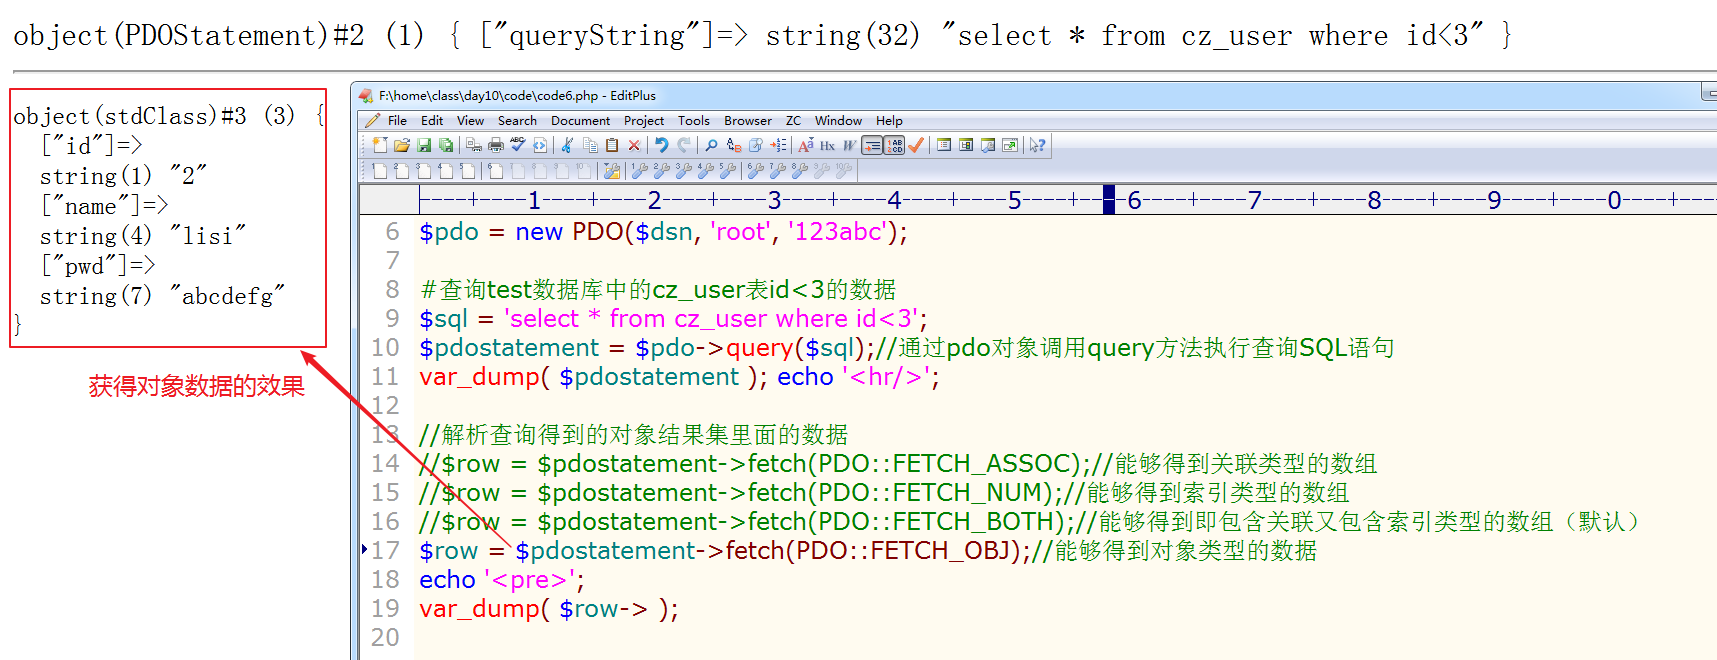 object(PDOStatement)#2 (1) { ["queryString"]=> string(32) "select * from cz_user where id<3" }
object(stdClass)#3 (3) {
["id"]=>
string(1) "2"
["name"]=>
string(4) "lisi"
["pwd"]=>
string(7) "abcdefg"
}
获得对象数据的效果
F:\home\class\day10\code\code6.php - EditPlus
File Edit View Search Document Project Tools Browser ZC Window Help
----+----1----+----2----+----3----+----4----+----5----+----6----+----7----+----8----+----9----+----0----+---
6 $pdo = new PDO($dsn, 'root', '123abc');
7
8 #查询test数据库中的cz_user表id<3的数据
9 $sql = 'select * from cz_user where id<3';
10 $pdostatement = $pdo->query($sql);//通过pdo对象调用query方法执行查询SQL语句
11 var_dump( $pdostatement ); echo '<hr/>';
12
13 //解析查询得到的对象结果集里面的数据
14 //$row = $pdostatement->fetch(PDO::FETCH_ASSOC);//能够得到关联类型的数组
15 //$row = $pdostatement->fetch(PDO::FETCH_NUM);//能够得到索引类型的数组
16 //$row = $pdostatement->fetch(PDO::FETCH_BOTH);//能够得到即包含关联又包含索引类型的数组（默认）
17 $row = $pdostatement->fetch(PDO::FETCH_OBJ);//能够得到对象类型的数据
18 echo '<pre>';
19 var_dump( $row-> );
20